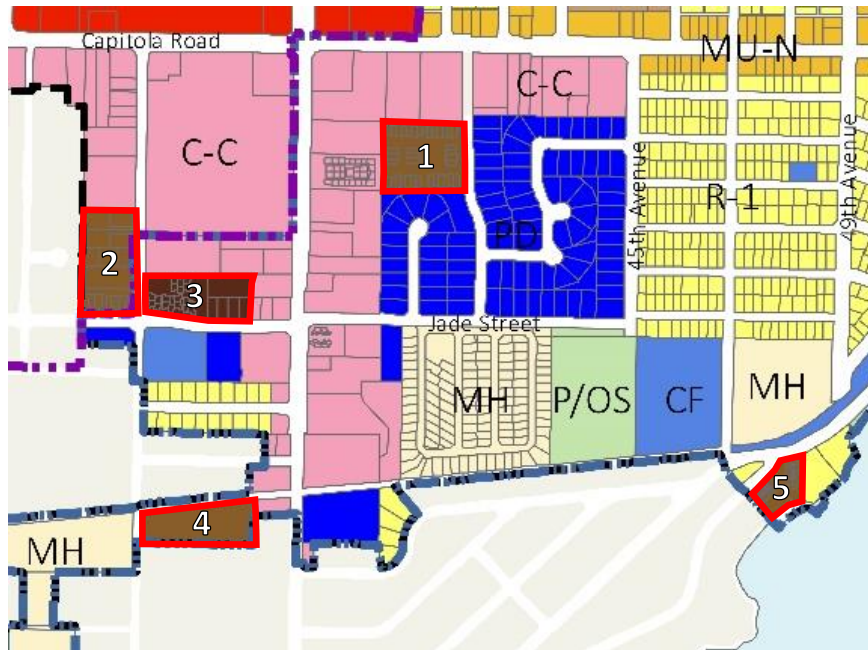 Capitola Road
MU-N
C-C
C-C
1
45th Avenue
49th Avenue
R-1
PD
2
3
Jade Street
MH
P/OS
CF
MH
5
4
MH